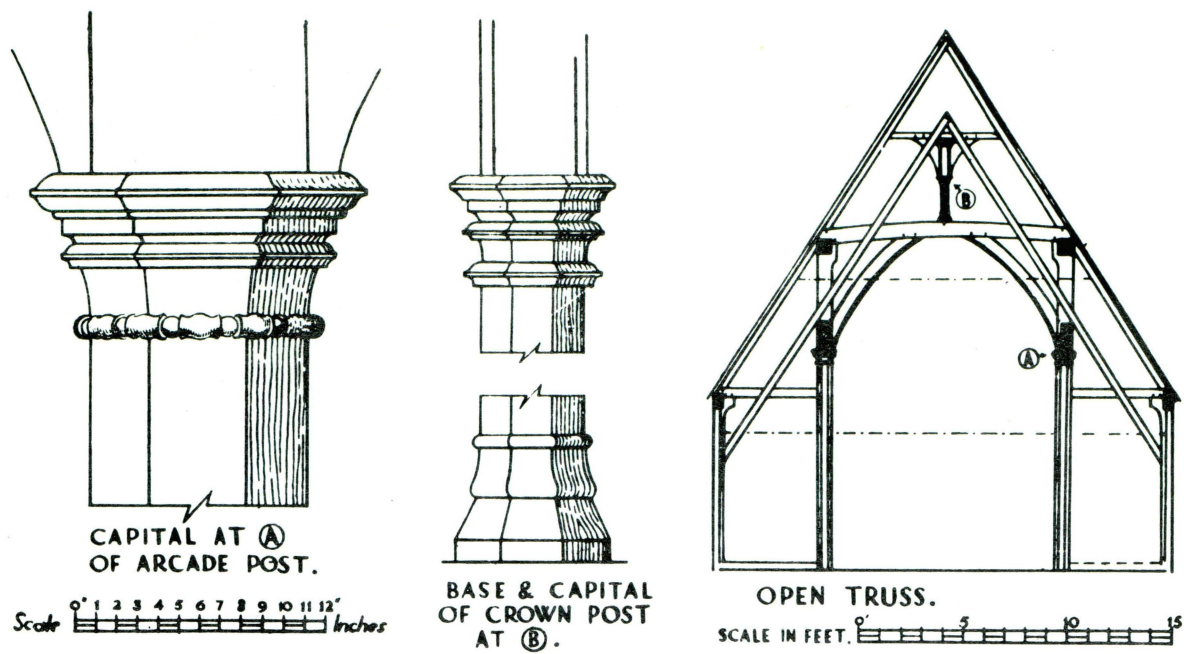 CAPITAL AT Ⓐ
OF ARCADE POST.
Scale 0" 1 2 3 4 5 6 7 8 9 10 11 12" Inches
BASE & CAPITAL
OF CROWN POST
AT Ⓑ.
Ⓑ
Ⓐ
OPEN TRUSS.
SCALE IN FEET. 0' 5 10 15